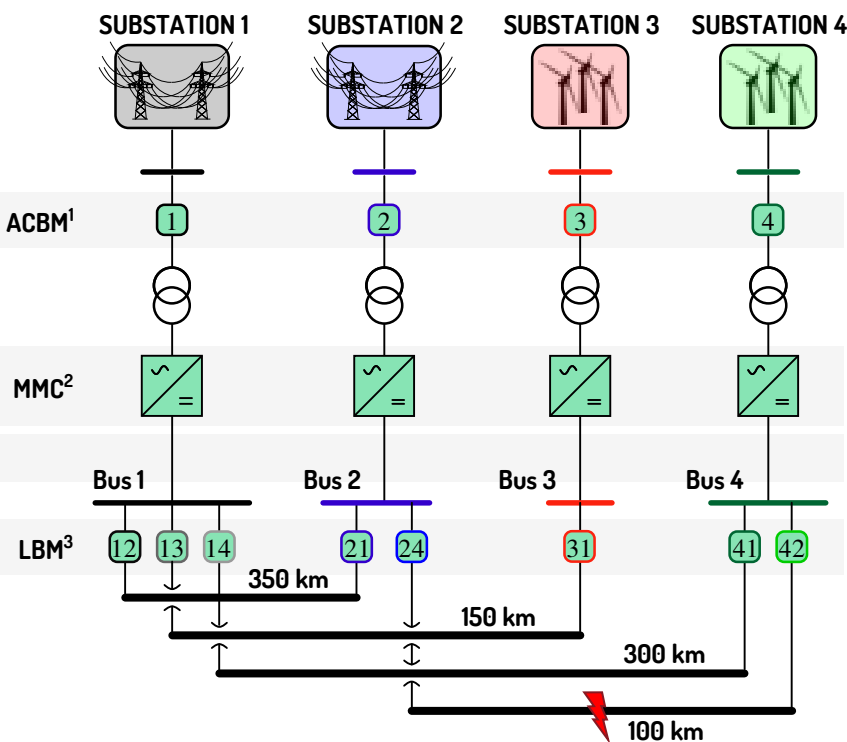 SUBSTATION 1 SUBSTATION 2 SUBSTATION 3 SUBSTATION 4
ACBM¹ 1 2 3 4
MMC²
Bus 1 Bus 2 Bus 3 Bus 4
LBM³ 12 13 14 21 24 31 41 42
350 km
150 km
300 km
100 km